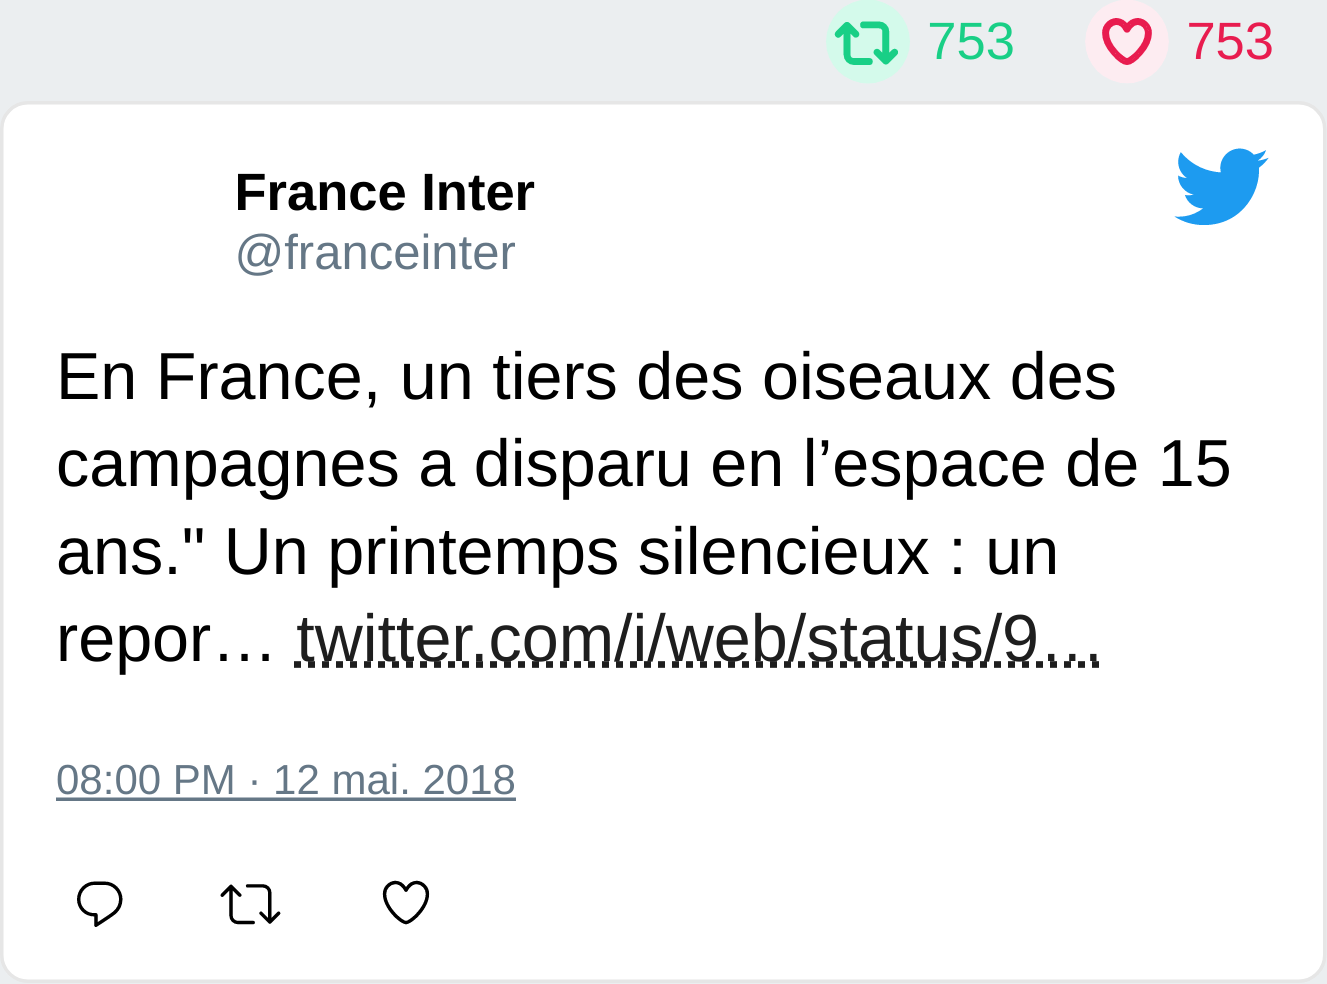 753 753
France Inter
@franceinter
En France, un tiers des oiseaux des
campagnes a disparu en l’espace de 15
ans." Un printemps silencieux : un
repor… twitter.com/i/web/status/9…
08:00 PM · 12 mai. 2018